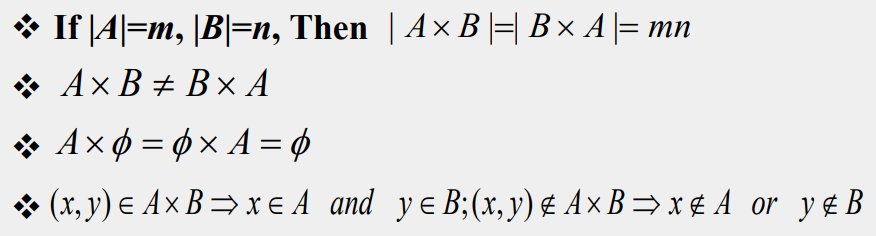 ❖ If |A|=m, |B|=n, Then | A × B |=| B × A |= mn
❖ A × B ≠ B × A
❖ A × ϕ = ϕ × A = ϕ
❖ (x, y) ∈ A × B ⇒ x ∈ A and y ∈ B; (x, y) ∉ A × B ⇒ x ∉ A or y ∉ B